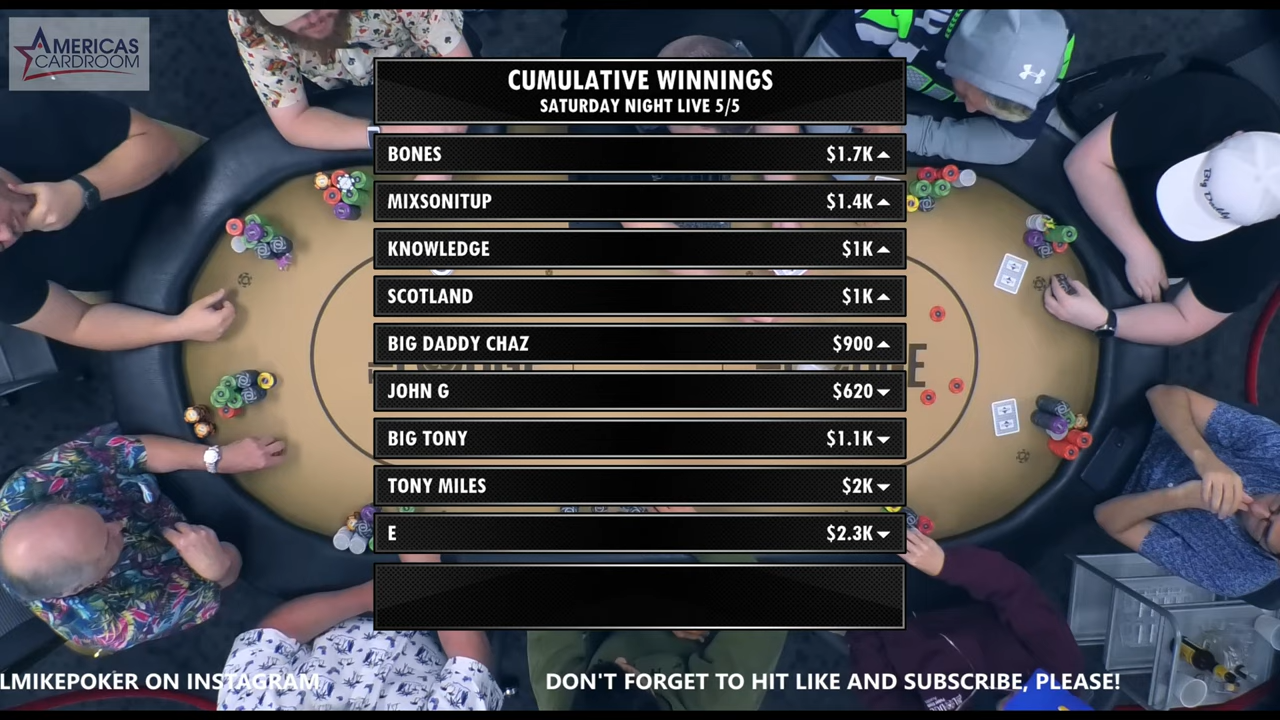 AMERICAS
CARDROOM
CUMULATIVE WINNINGS
SATURDAY NIGHT LIVE 5/5
BONES $1.7K
MIXSONITUP $1.4K
KNOWLEDGE $1K
SCOTLAND $1K
BIG DADDY CHAZ $900
JOHN G $620
BIG TONY $1.1K
TONY MILES $2K
E $2.3K
LMIKEPOKER ON INSTAGRAM
DON'T FORGET TO HIT LIKE AND SUBSCRIBE, PLEASE!